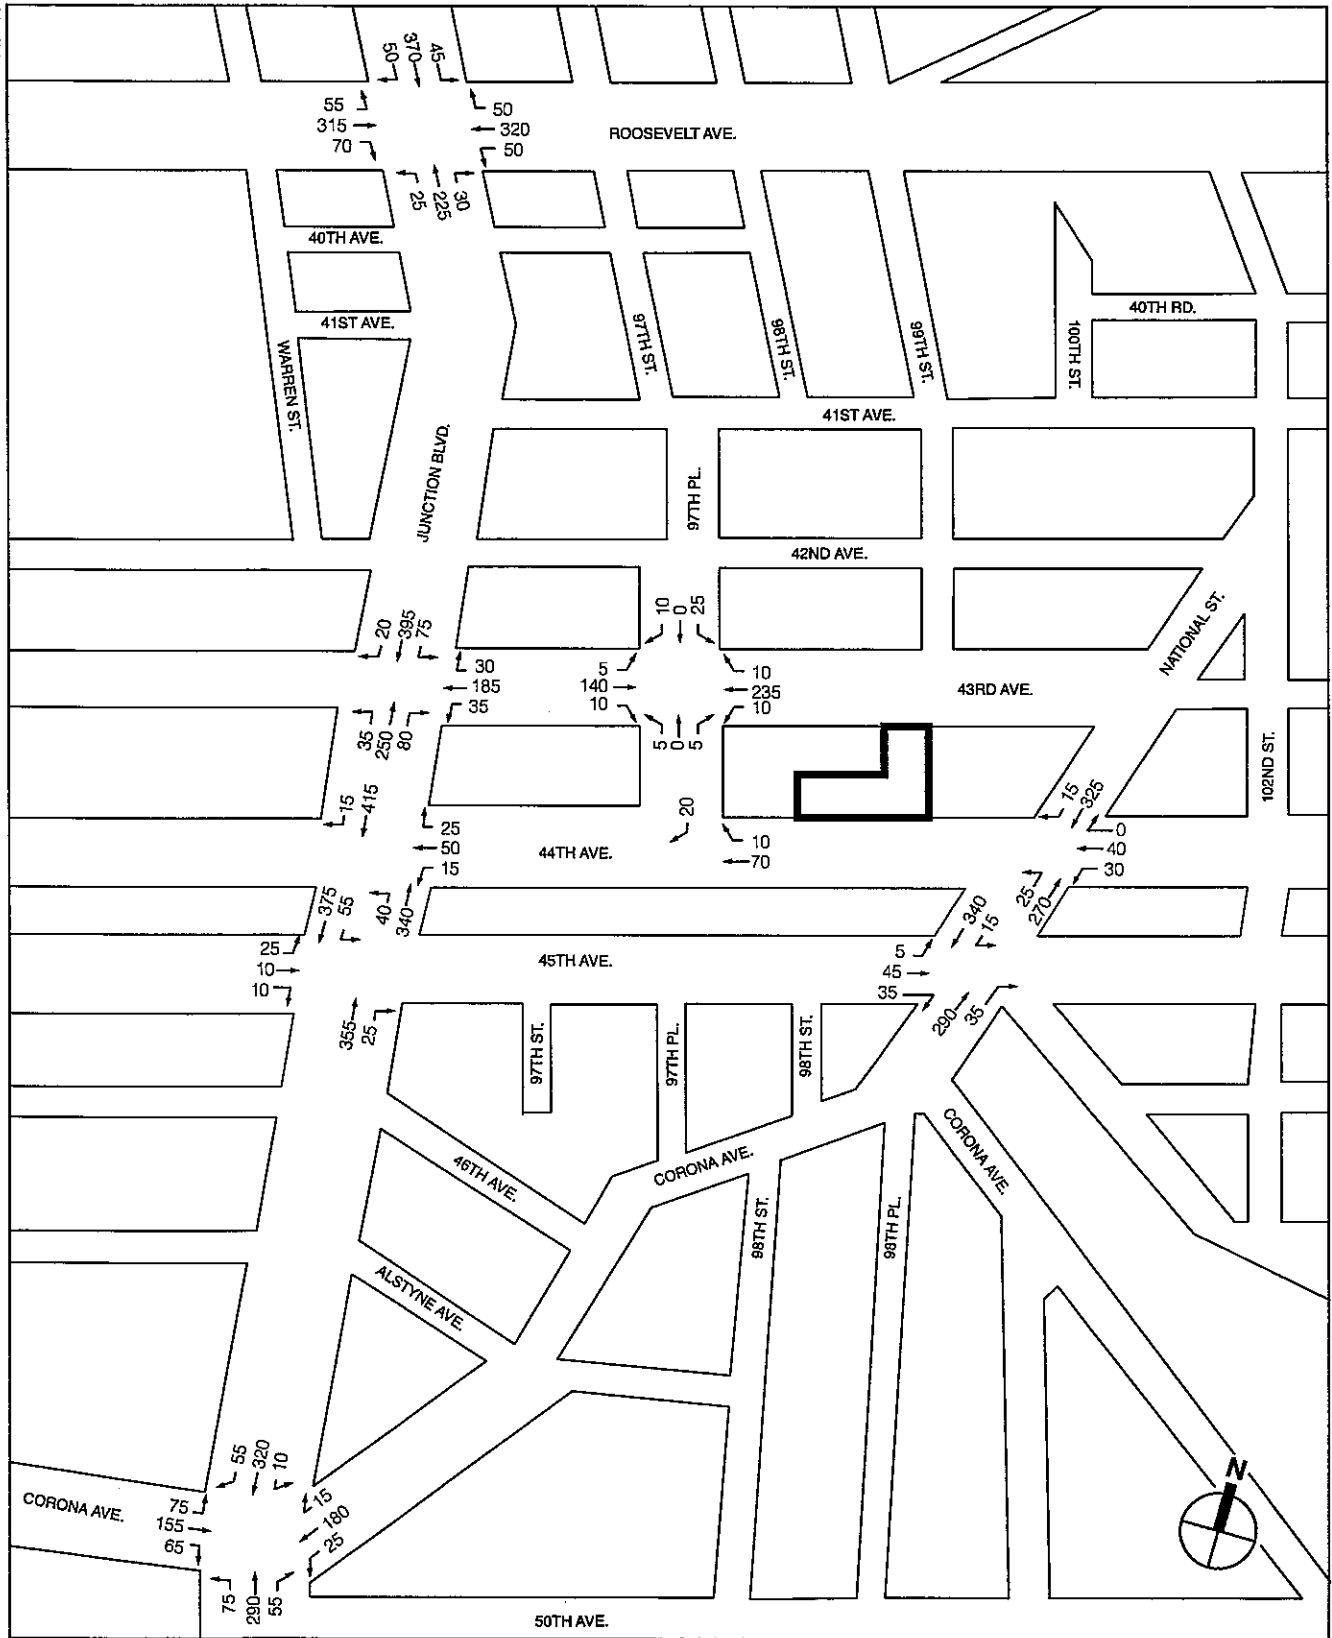 50 370 45
55
315
70
50
320
50
ROOSEVELT AVE.
25 225 30
40TH AVE.
41ST AVE.
WARREN ST.
JUNCTION BLVD.
97TH ST.
98TH ST.
99TH ST.
100TH ST.
40TH RD.
41ST AVE.
97TH PL.
42ND AVE.
NATIONAL ST.
102ND ST.
20 395 75
30
185
35
35 250 80
10 0 25
5
140
10
10
235
10
5 0 5
43RD AVE.
15 415
25
50
15
44TH AVE.
20
10
70
15 325
0
40
30
40 340
25 270
375 55
25
10
10
355 25
45TH AVE.
340 15
5
45
35
290 35
97TH ST.
97TH PL.
98TH ST.
46TH AVE.
CORONA AVE.
CORONA AVE.
98TH ST.
98TH PL.
ALSTYNE AVE.
55 320 10
CORONA AVE.
75
155
65
15
180
25
75 290 55
50TH AVE.
N